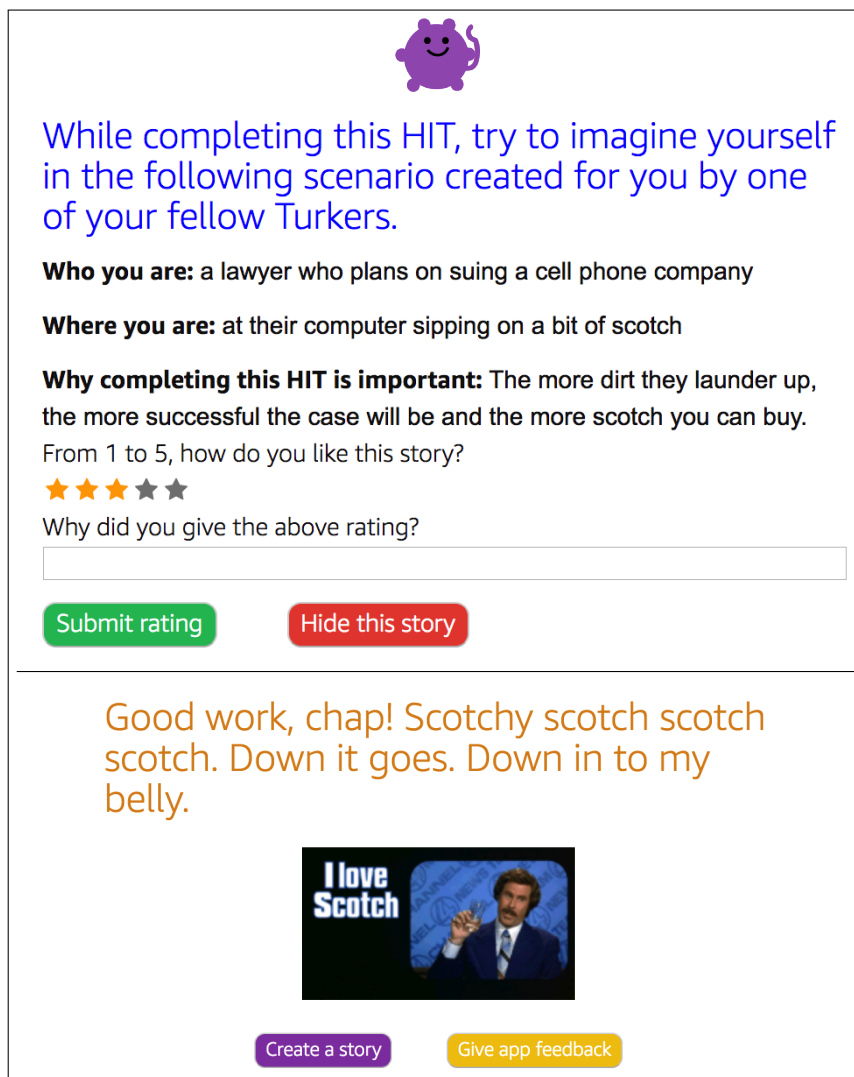 While completing this HIT, try to imagine yourself
in the following scenario created for you by one
of your fellow Turkers.
Who you are: a lawyer who plans on suing a cell phone company
Where you are: at their computer sipping on a bit of scotch
Why completing this HIT is important: The more dirt they launder up,
the more successful the case will be and the more scotch you can buy.
From 1 to 5, how do you like this story?
Why did you give the above rating?
Submit rating
Hide this story
Good work, chap! Scotchy scotch scotch
scotch. Down it goes. Down in to my
belly.
I love
Scotch
Create a story
Give app feedback